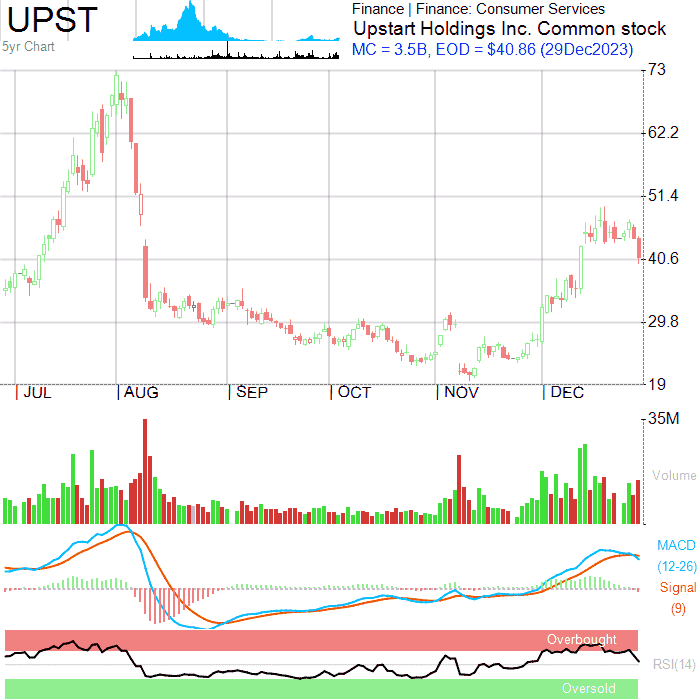 UPST
5yr Chart
Finance | Finance: Consumer Services
Upstart Holdings Inc. Common stock
MC = 3.5B, EOD = $40.86 (29Dec2023)
73
62.2
51.4
40.6
29.8
19
JUL AUG SEP OCT NOV DEC
35M
Volume
MACD
(12-26)
Signal
(9)
Overbought
RSI(14)
Oversold